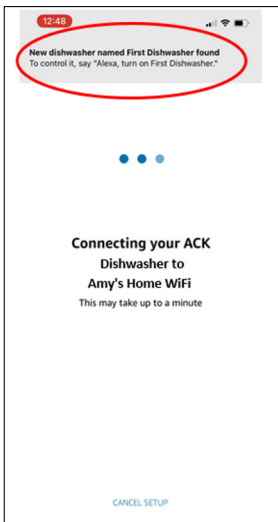 12:48
New dishwasher named First Dishwasher found
To control it, say "Alexa, turn on First Dishwasher."
Connecting your ACK
Dishwasher to
Amy's Home WiFi
This may take up to a minute
CANCEL SETUP